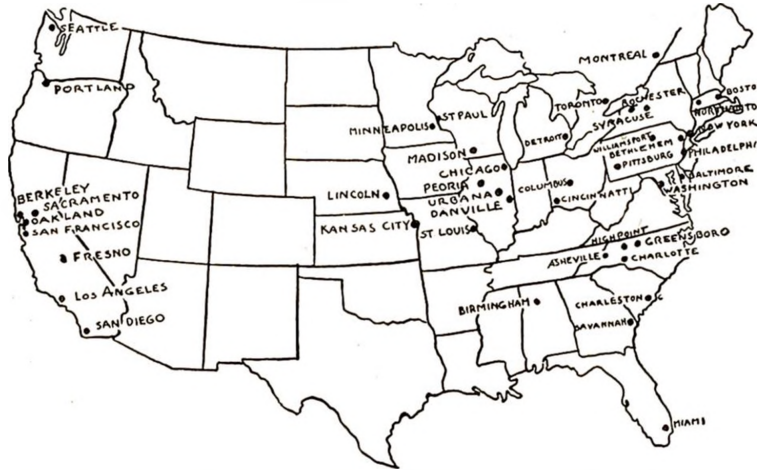 SEATTLE
PORTLAND
BERKELEY
SACRAMENTO
OAKLAND
SAN FRANCISCO
FRESNO
LOS ANGELES
SAN DIEGO
MINNEAPOLIS
ST PAUL
MADISON
CHICAGO
PEORIA
LINCOLN
URBANA
DANVILLE
KANSAS CITY
ST LOUIS
DETROIT
COLUMBUS
CINCINNATTI
MONTREAL
TORONTO
ROCHESTER
SYRACUSE
BOSTON
NEW YORK
WILLIAMSPORT
BETHLEHEM
PITTSBURG
PHILADELPHI
BALTIMORE
WASHINGTON
HIGHPOINT
GREENSBORO
ASHEVILLE
CHARLOTTE
BIRMINGHAM
CHARLESTON
SAVANNAH
MIAMI